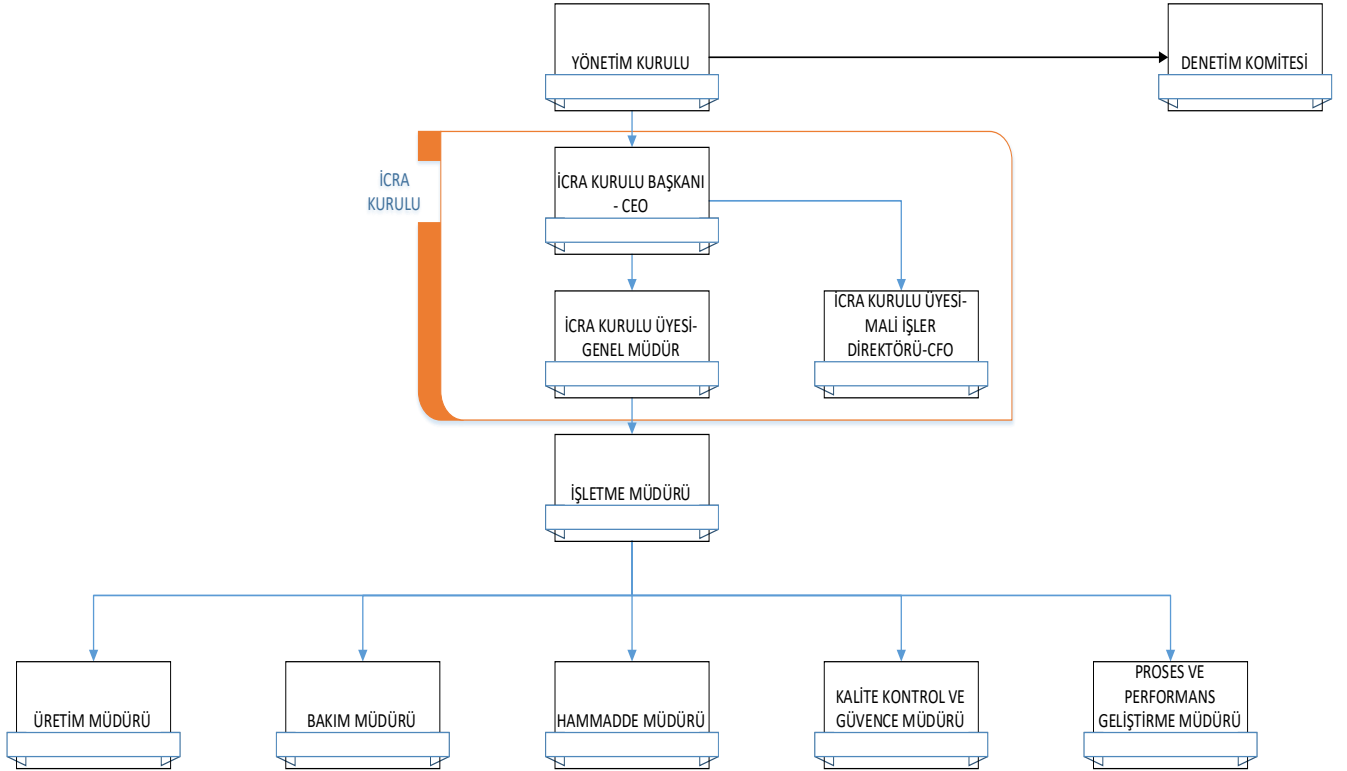 YÖNETİM KURULU
DENETİM KOMİTESİ
İCRA
KURULU
İCRA KURULU BAŞKANI
- CEO
İCRA KURULU ÜYESİ-
GENEL MÜDÜR
İCRA KURULU ÜYESİ-
MALİ İŞLER
DİREKTÖRÜ-CFO
İŞLETME MÜDÜRÜ
ÜRETİM MÜDÜRÜ
BAKIM MÜDÜRÜ
HAMMADDE MÜDÜRÜ
KALİTE KONTROL VE
GÜVENCE MÜDÜRÜ
PROSES VE
PERFORMANS
GELİŞTİRME MÜDÜRÜ